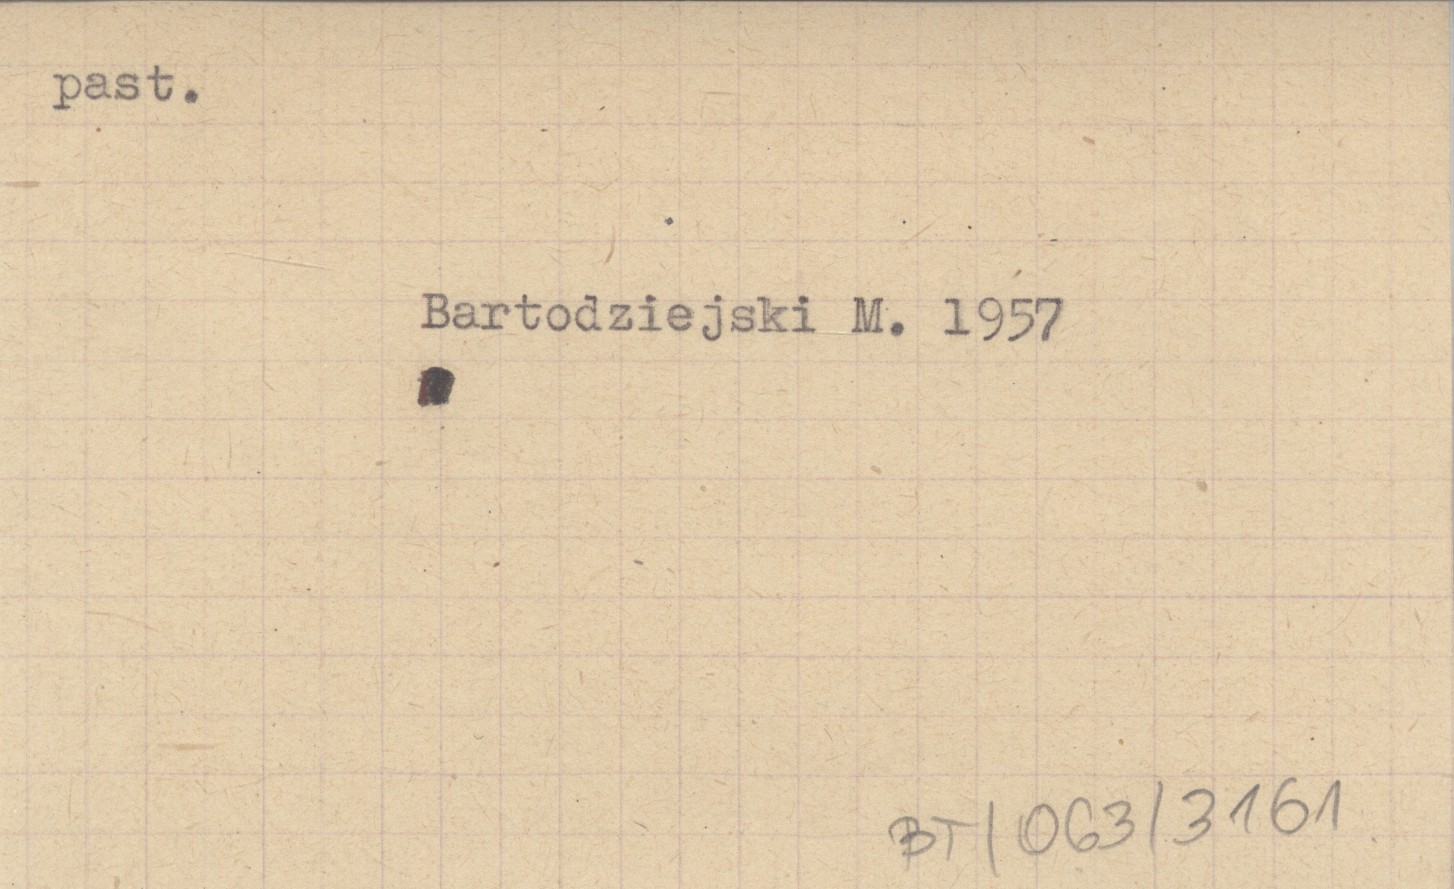 past.
Bartodziejski M. 1957
BT/063/3161